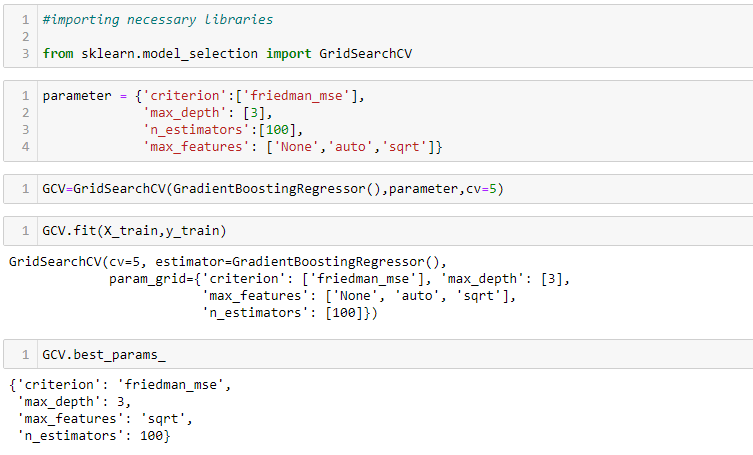 1 #importing necessary libraries
2
3 from sklearn.model_selection import GridSearchCV
1 parameter = {'criterion':['friedman_mse'],
2 'max_depth': [3],
3 'n_estimators':[100],
4 'max_features': ['None','auto','sqrt']}
1 GCV=GridSearchCV(GradientBoostingRegressor(),parameter,cv=5)
1 GCV.fit(X_train,y_train)
GridSearchCV(cv=5, estimator=GradientBoostingRegressor(),
param_grid={'criterion': ['friedman_mse'], 'max_depth': [3],
'max_features': ['None', 'auto', 'sqrt'],
'n_estimators': [100]})
1 GCV.best_params_
{'criterion': 'friedman_mse',
'max_depth': 3,
'max_features': 'sqrt',
'n_estimators': 100}